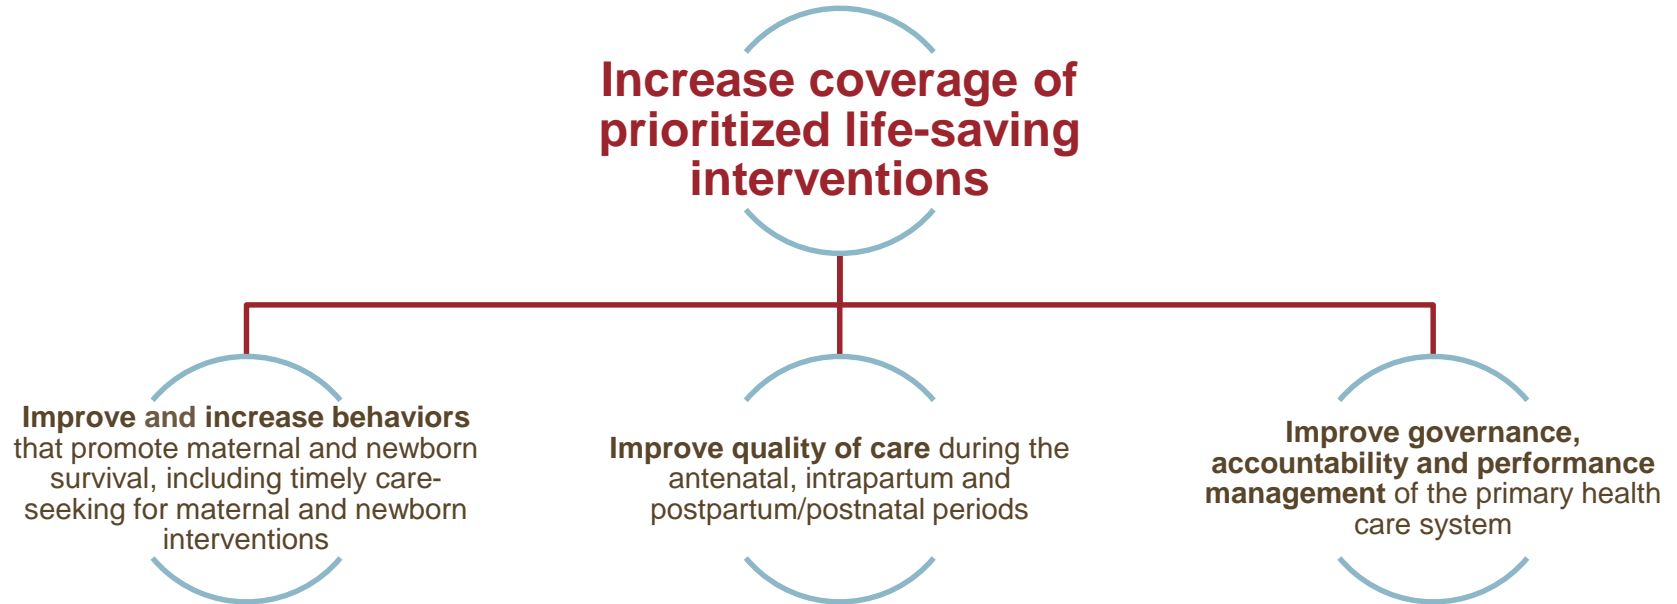 Increase coverage of
prioritized life-saving
interventions
Improve and increase behaviors
that promote maternal and newborn
survival, including timely care-
seeking for maternal and newborn
interventions
Improve quality of care during the
antenatal, intrapartum and
postpartum/postnatal periods
Improve governance,
accountability and performance
management of the primary health
care system